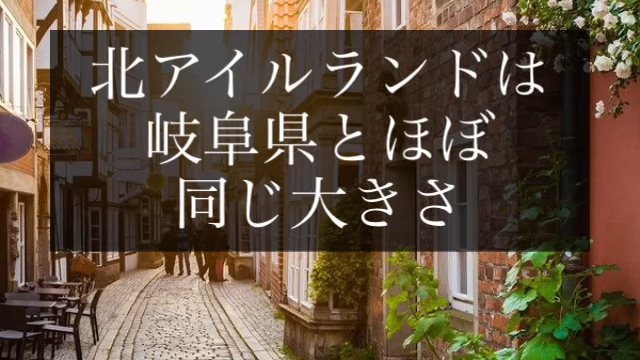 北アイルランドは
岐阜県とほぼ
同じ大きさ